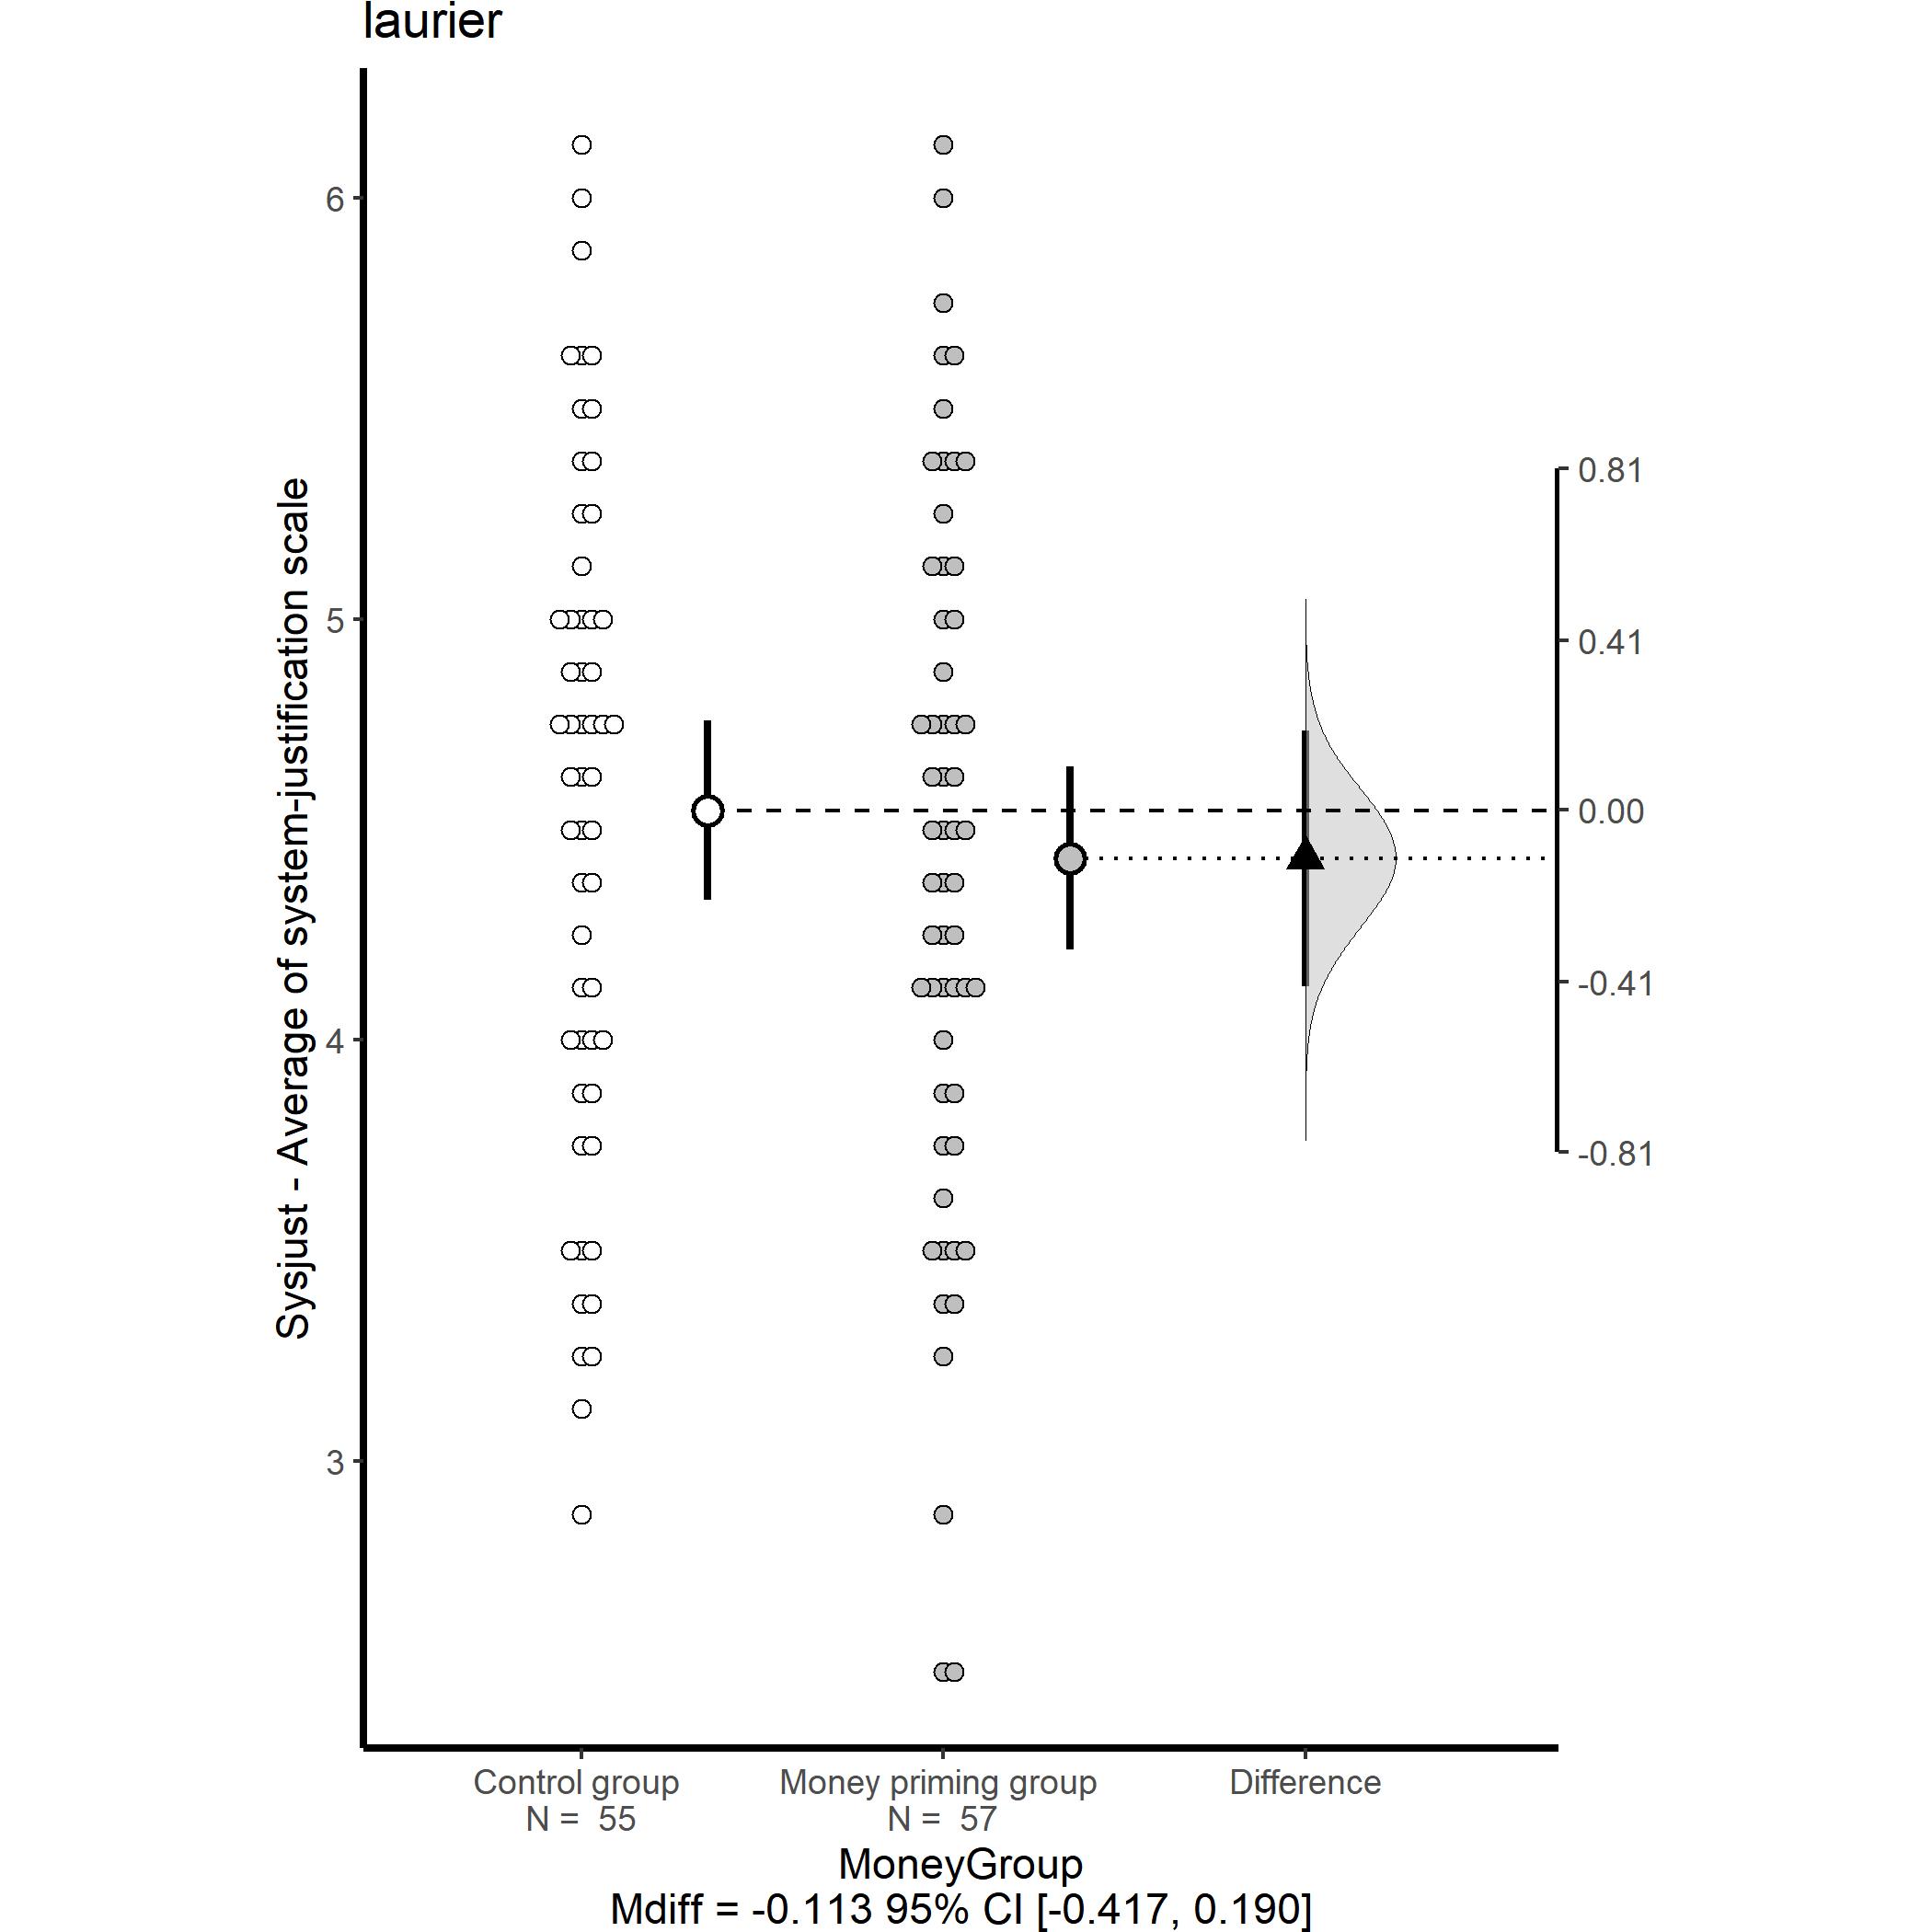 laurier
Sysjust - Average of system-justification scale
6
5
4
3
0.81
0.41
0.00
-0.41
-0.81
Control group
N =  55
Money priming group
N =  57
Difference
MoneyGroup
Mdiff = -0.113 95% CI [-0.417, 0.190]